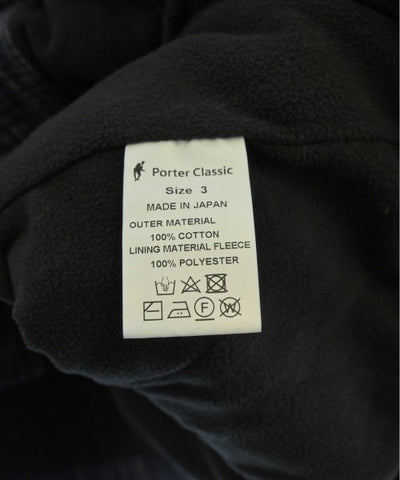 Porter Classic
Size 3
MADE IN JAPAN
OUTER MATERIAL
100% COTTON
LINING MATERIAL FLEECE
100% POLYESTER
F W